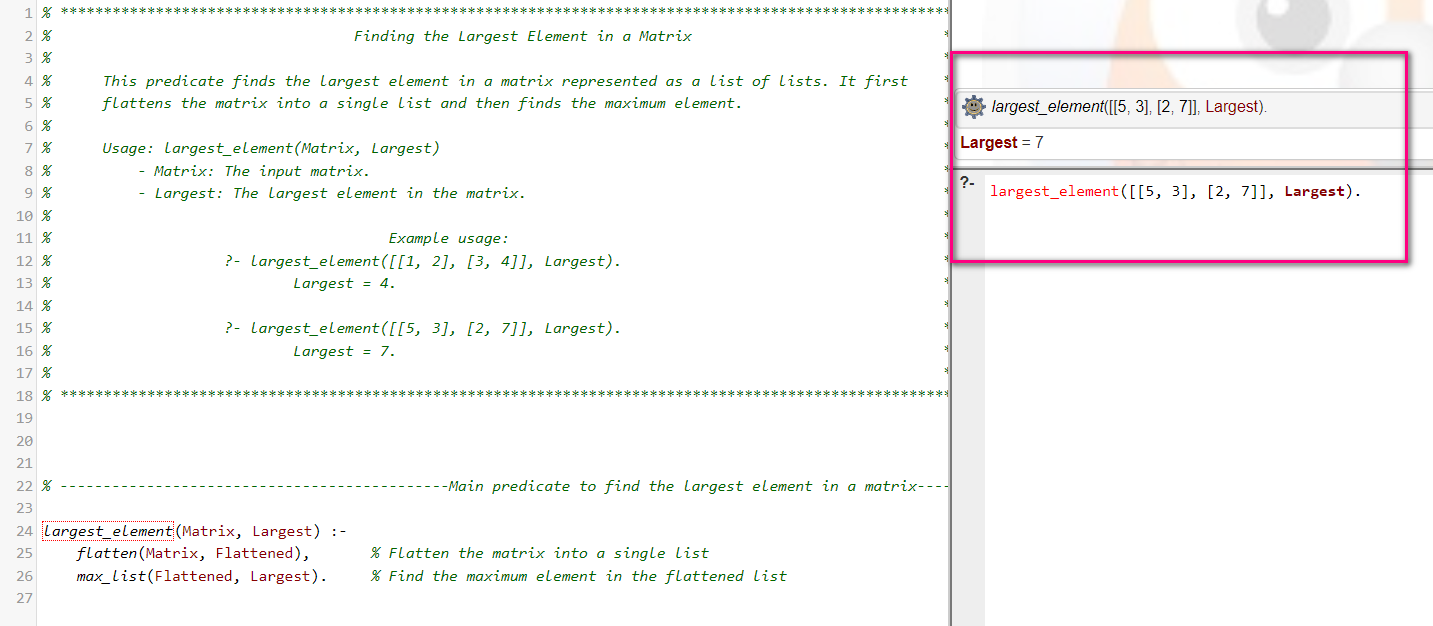 1 % *******************************************************************************************************
2 % Finding the Largest Element in a Matrix *
3 % *
4 % This predicate finds the largest element in a matrix represented as a list of lists. It first
5 % flattens the matrix into a single list and then finds the maximum element. *
6 % *
7 % Usage: largest_element(Matrix, Largest) *
8 % - Matrix: The input matrix. *
9 % - Largest: The largest element in the matrix. *
10 % *
11 % Example usage: *
12 % ?- largest_element([[1, 2], [3, 4]], Largest). *
13 % Largest = 4. *
14 % *
15 % ?- largest_element([[5, 3], [2, 7]], Largest). *
16 % Largest = 7. *
17 % *
18 % *******************************************************************************************************
19
20
21
22 % ---------------------------------------------Main predicate to find the largest element in a matrix----
23
24 largest_element(Matrix, Largest) :-
25 flatten(Matrix, Flattened), % Flatten the matrix into a single list
26 max_list(Flattened, Largest). % Find the maximum element in the flattened list
27
largest_element([[5, 3], [2, 7]], Largest).
Largest = 7
?- largest_element([[5, 3], [2, 7]], Largest).